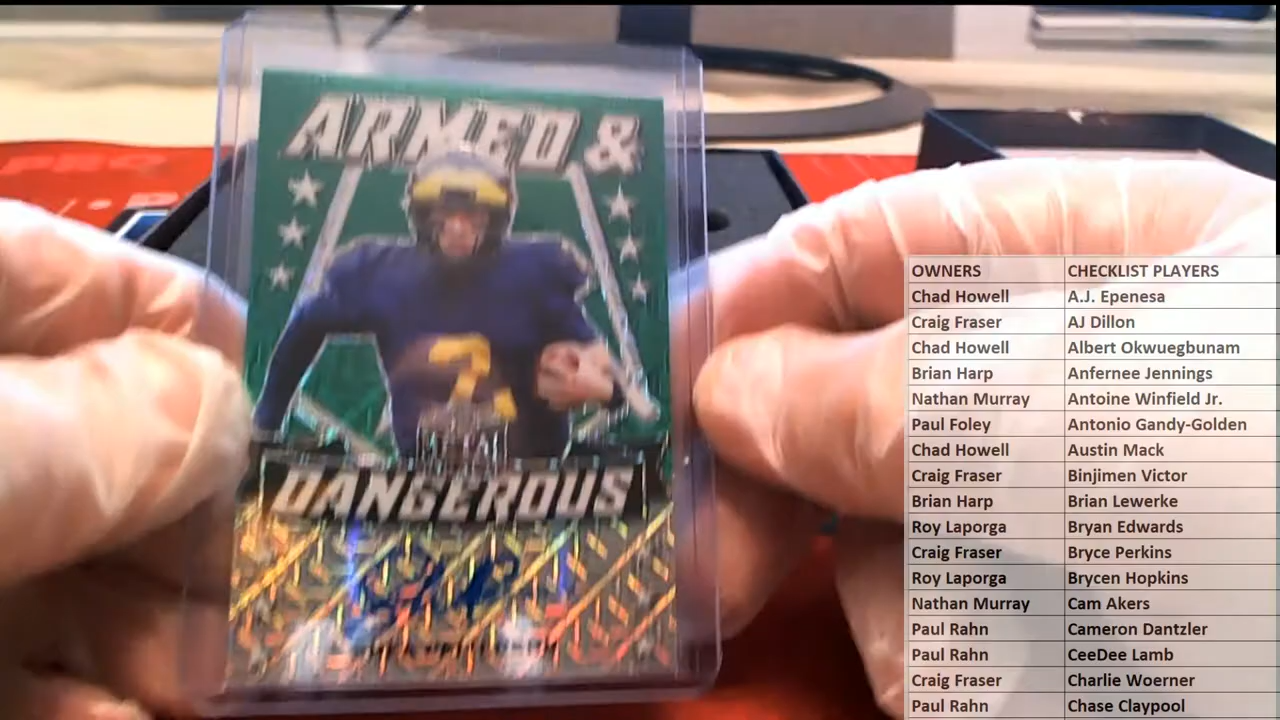 ARMED &
2
DANGEROUS
OWNERS CHECKLIST PLAYERS
Chad Howell A.J. Epenesa
Craig Fraser AJ Dillon
Chad Howell Albert Okwuegbunam
Brian Harp Anfernee Jennings
Nathan Murray Antoine Winfield Jr.
Paul Foley Antonio Gandy-Golden
Chad Howell Austin Mack
Craig Fraser Binjimen Victor
Brian Harp Brian Lewerke
Roy Laporga Bryan Edwards
Craig Fraser Bryce Perkins
Roy Laporga Brycen Hopkins
Nathan Murray Cam Akers
Paul Rahn Cameron Dantzler
Paul Rahn CeeDee Lamb
Craig Fraser Charlie Woerner
Paul Rahn Chase Claypool